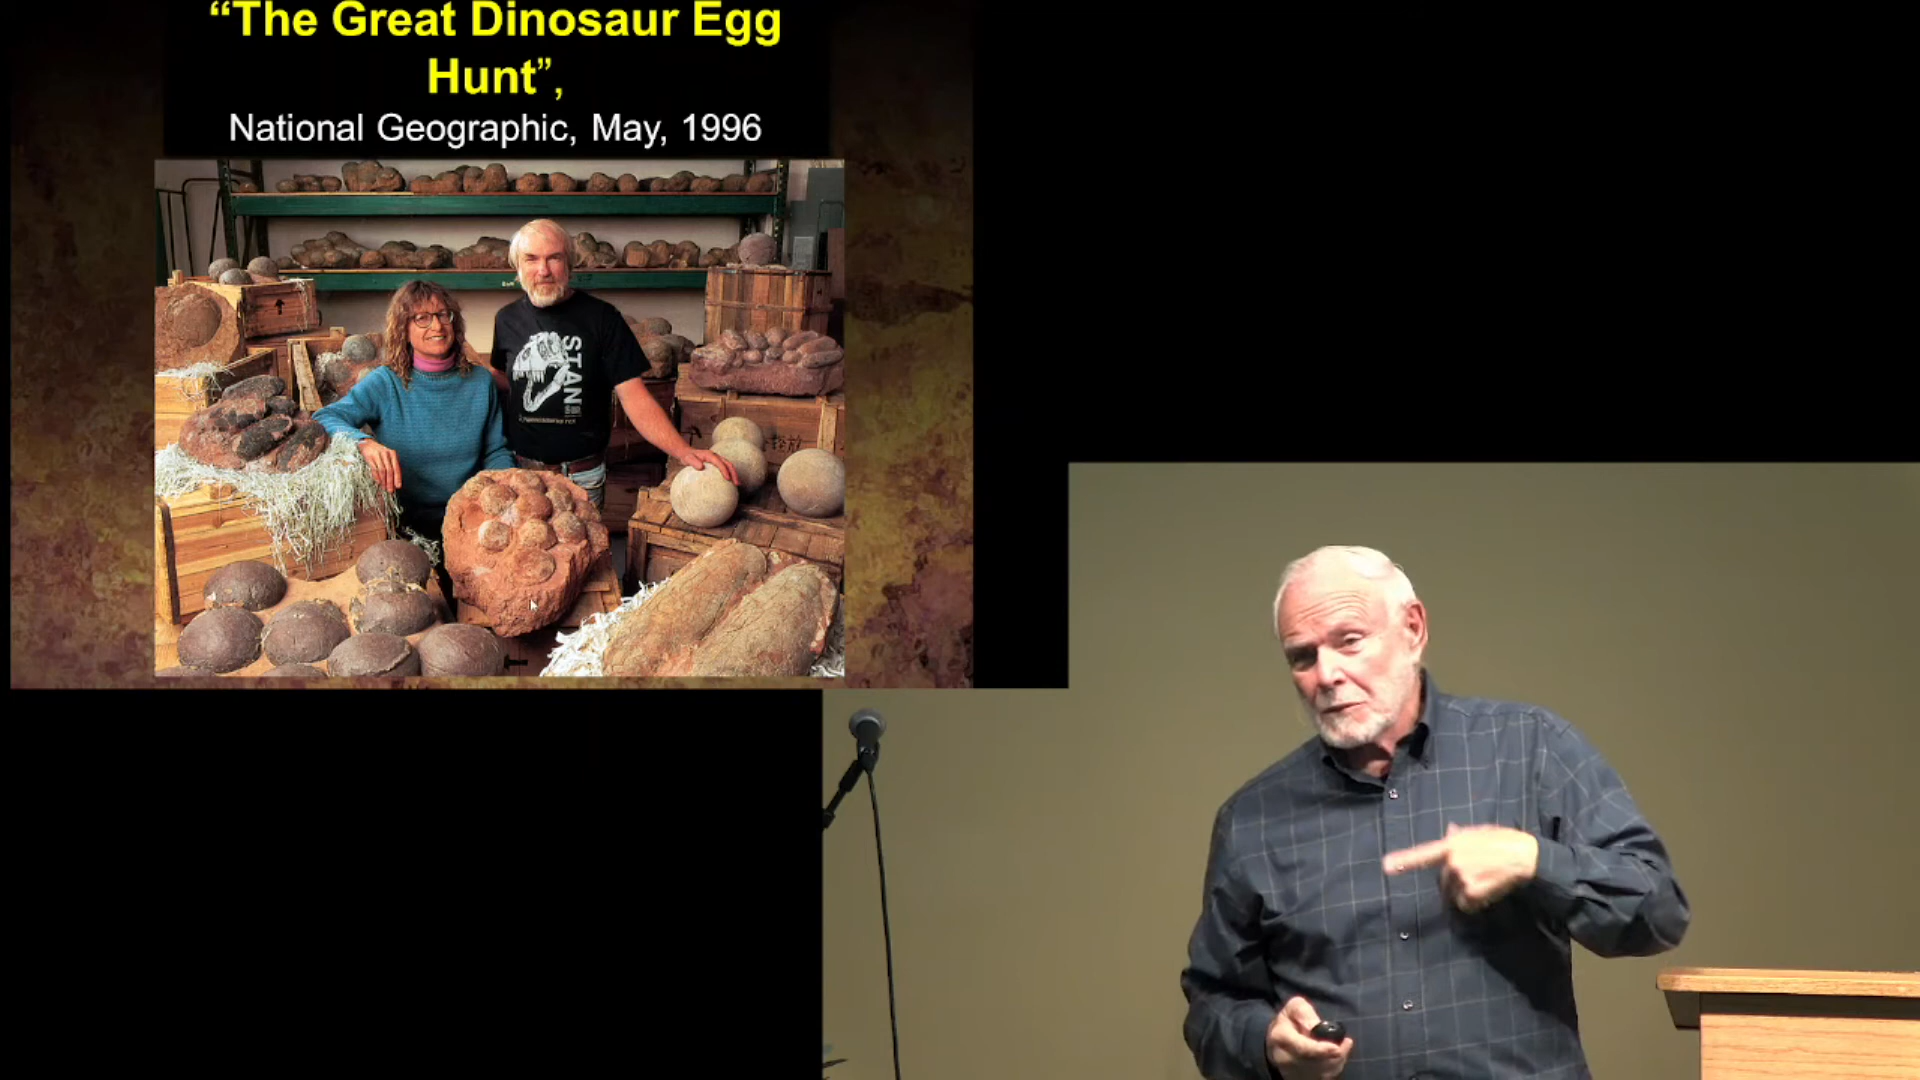 “The Great Dinosaur Egg
Hunt”,
National Geographic, May, 1996
STAN